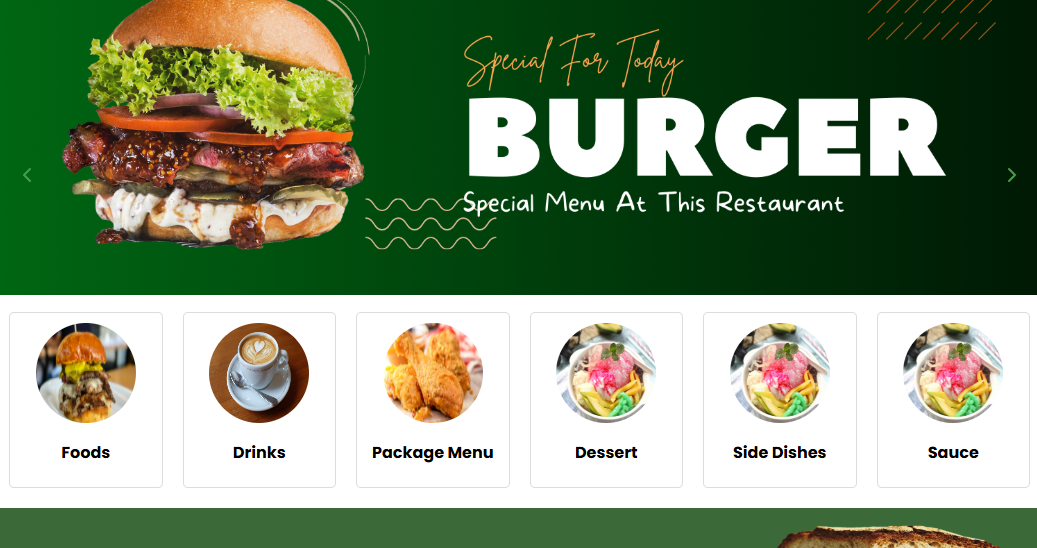 Special For Today
BURGER
Special Menu At This Restaurant
Foods
Drinks
Package Menu
Dessert
Side Dishes
Sauce